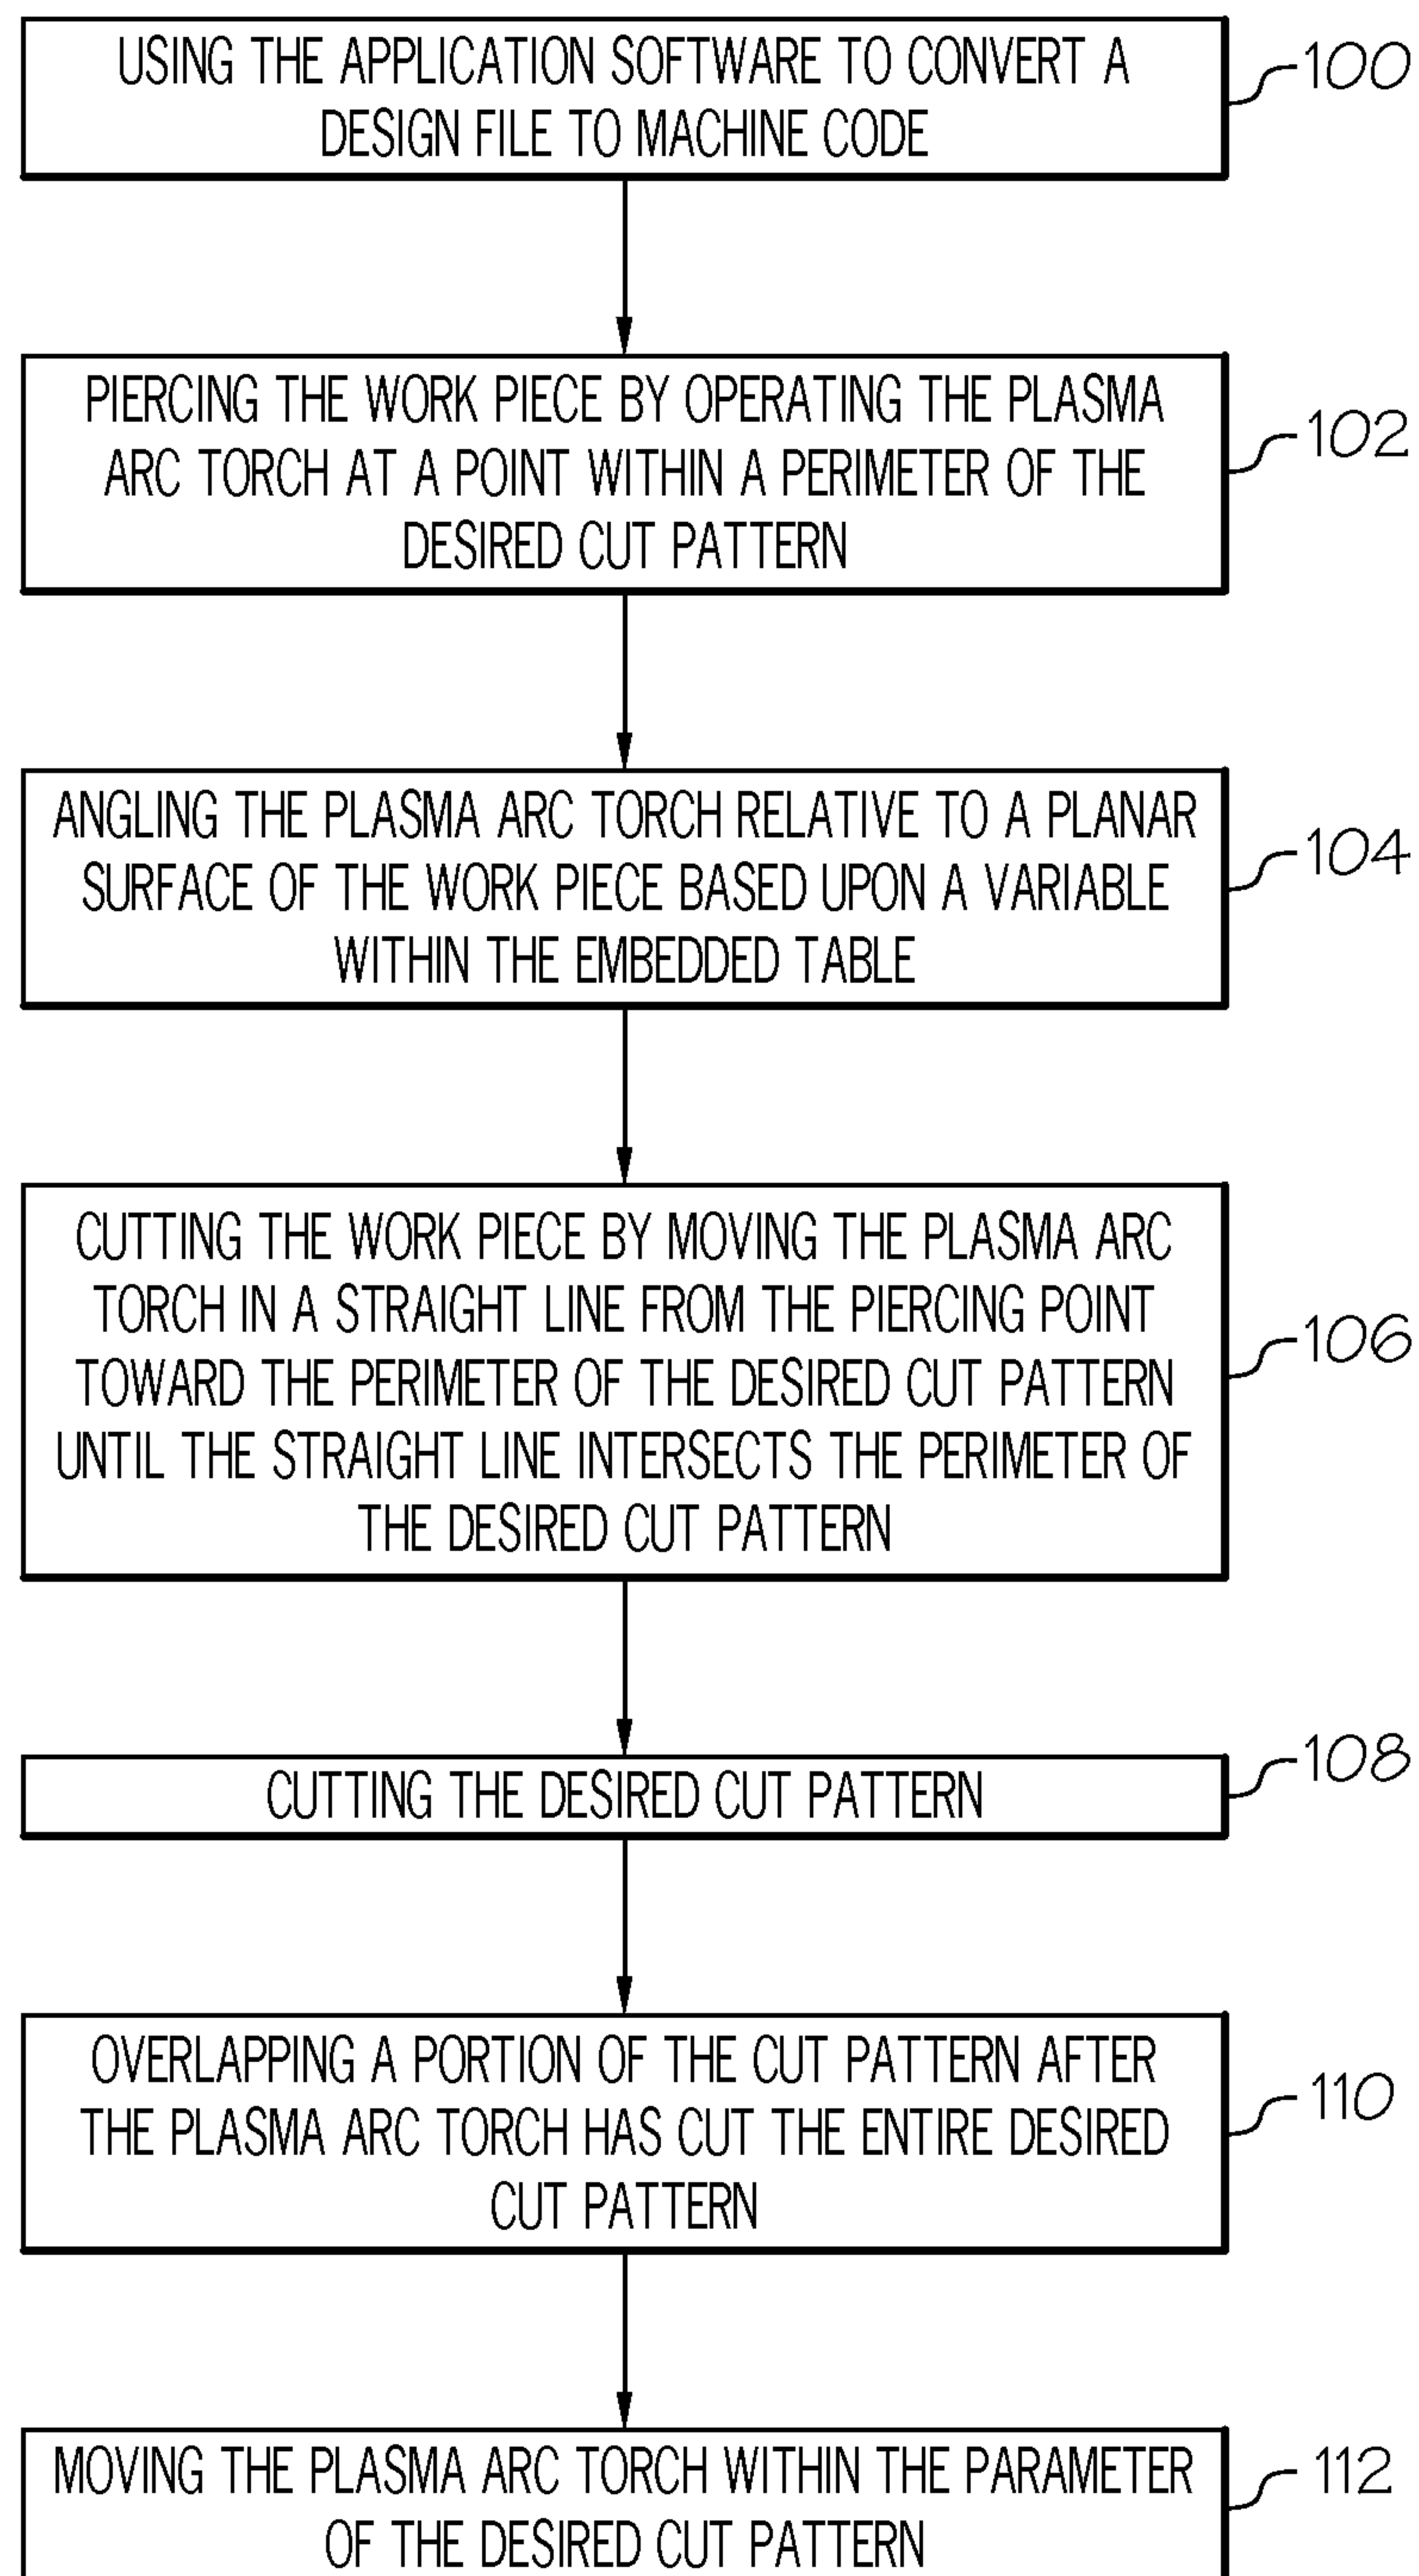 USING THE APPLICATION SOFTWARE TO CONVERT A
DESIGN FILE TO MACHINE CODE
100
PIERCING THE WORK PIECE BY OPERATING THE PLASMA
ARC TORCH AT A POINT WITHIN A PERIMETER OF THE
DESIRED CUT PATTERN
102
ANGLING THE PLASMA ARC TORCH RELATIVE TO A PLANAR
SURFACE OF THE WORK PIECE BASED UPON A VARIABLE
WITHIN THE EMBEDDED TABLE
104
CUTTING THE WORK PIECE BY MOVING THE PLASMA ARC
TORCH IN A STRAIGHT LINE FROM THE PIERCING POINT
TOWARD THE PERIMETER OF THE DESIRED CUT PATTERN
UNTIL THE STRAIGHT LINE INTERSECTS THE PERIMETER OF
THE DESIRED CUT PATTERN
106
CUTTING THE DESIRED CUT PATTERN
108
OVERLAPPING A PORTION OF THE CUT PATTERN AFTER
THE PLASMA ARC TORCH HAS CUT THE ENTIRE DESIRED
CUT PATTERN
110
MOVING THE PLASMA ARC TORCH WITHIN THE PARAMETER
OF THE DESIRED CUT PATTERN
112